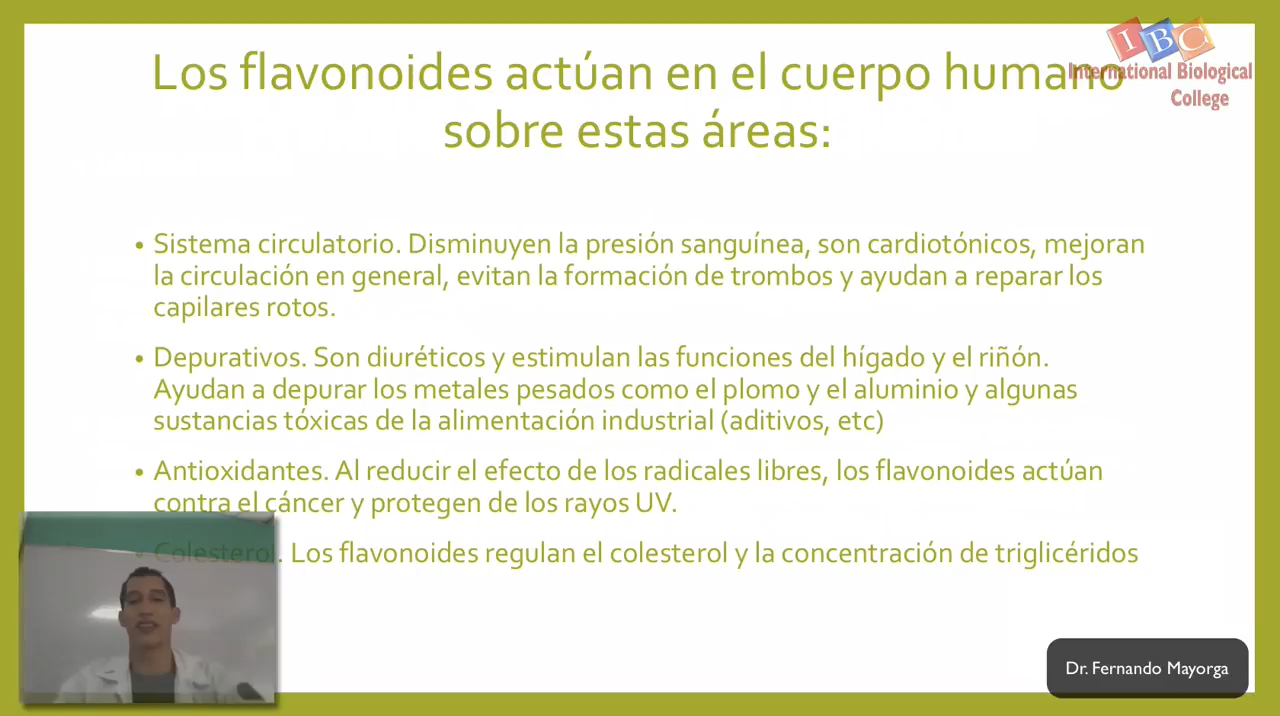 Los flavonoides actúan en el cuerpo humano
sobre estas áreas:
IBC
International Biological
College
• Sistema circulatorio. Disminuyen la presión sanguínea, son cardiotónicos, mejoran
la circulación en general, evitan la formación de trombos y ayudan a reparar los
capilares rotos.
• Depurativos. Son diuréticos y estimulan las funciones del hígado y el riñón.
Ayudan a depurar los metales pesados como el plomo y el aluminio y algunas
sustancias tóxicas de la alimentación industrial (aditivos, etc)
• Antioxidantes. Al reducir el efecto de los radicales libres, los flavonoides actúan
contra el cáncer y protegen de los rayos UV.
• Colesterol. Los flavonoides regulan el colesterol y la concentración de triglicéridos
Dr. Fernando Mayorga